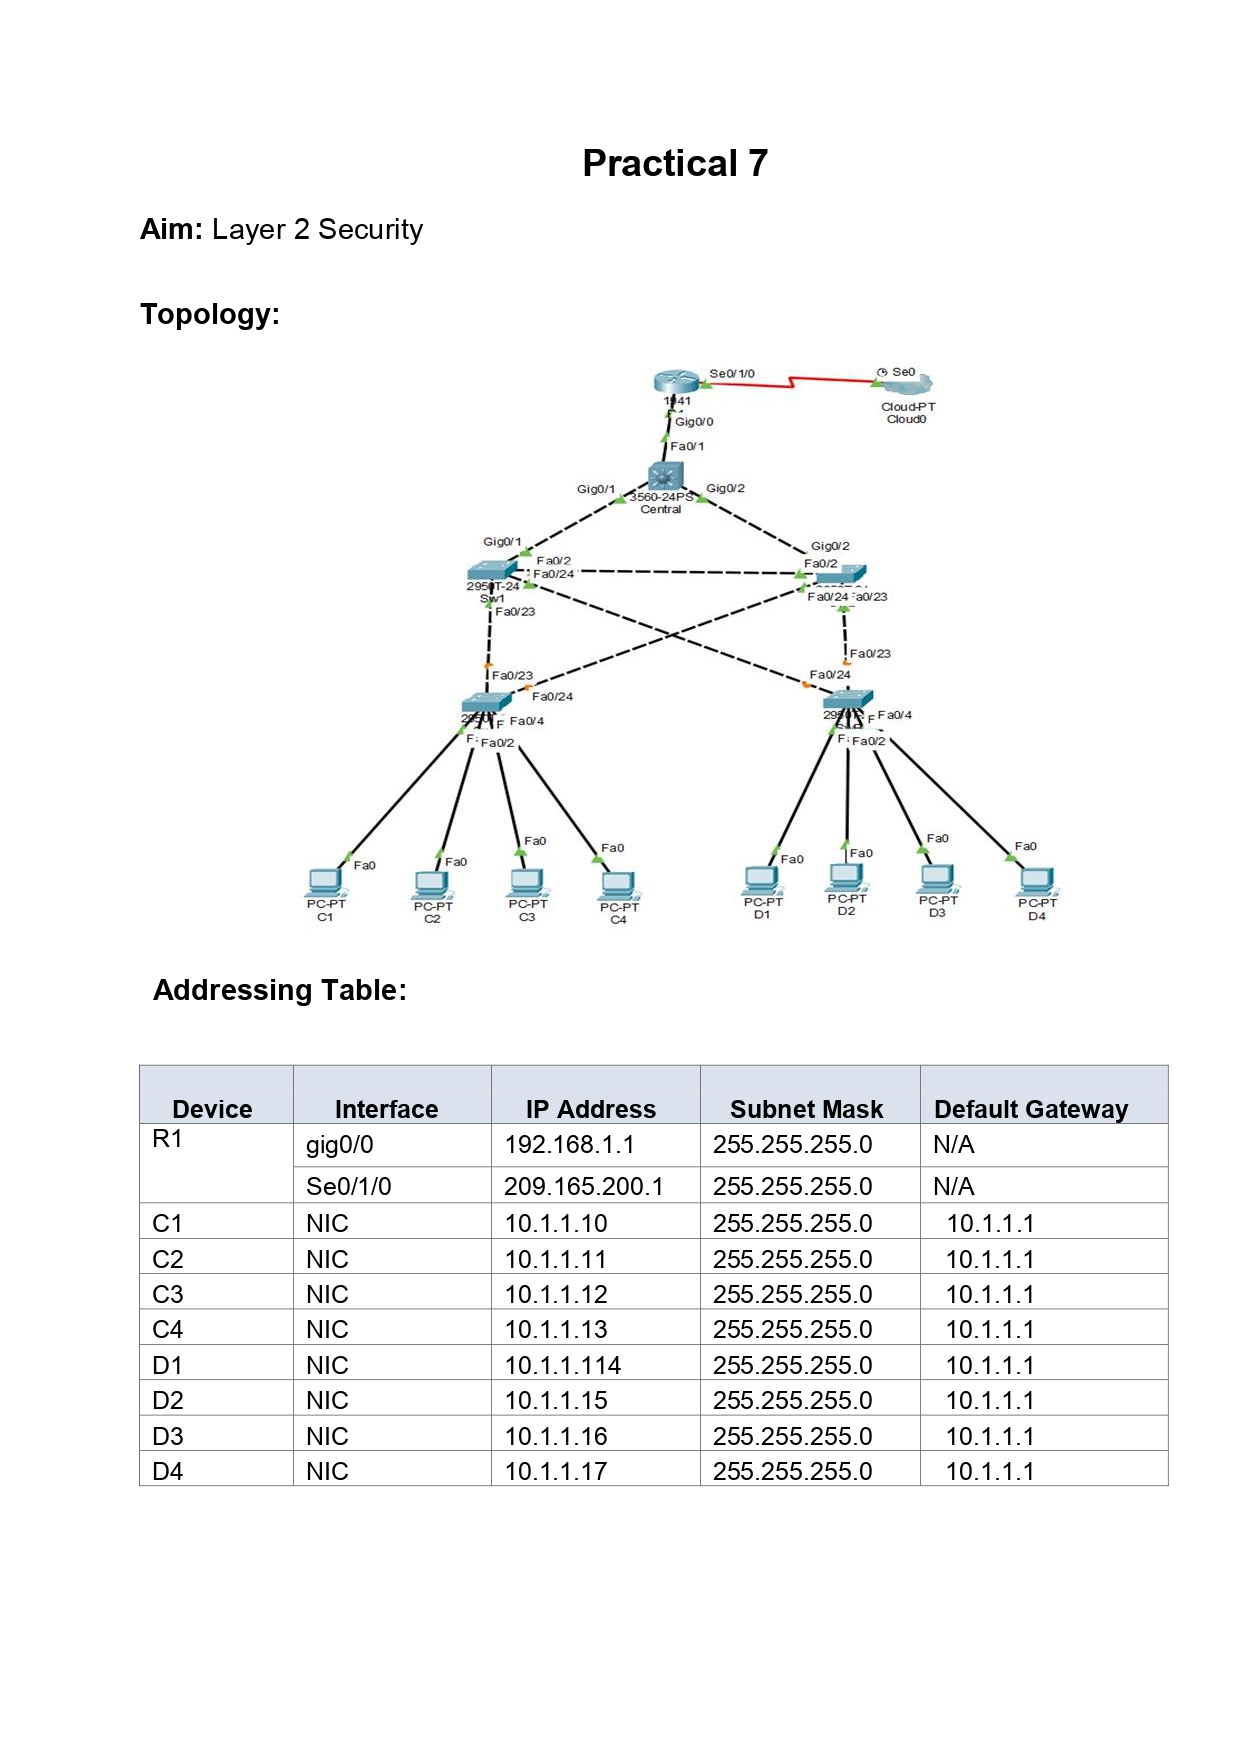 Practical 7
Aim: Layer 2 Security
Topology:
Se0/1/0
Se0
1941
Cloud-PT
Cloud0
Gig0/0
Fa0/1
Gig0/1
3560-24PS
Central
Gig0/2
Gig0/1
Fa0/2
Fa0/24
2950T-24
Sw1
Fa0/23
Gig0/2
Fa0/2
Fa0/24
Fa0/23
Fa0/23
Fa0/24
Fa0/4
Fa0/2
Fa0/23
Fa0/24
Fa0/4
Fa0/2
Fa0
Fa0
Fa0
Fa0
Fa0
Fa0
Fa0
Fa0
PC-PT
C1
PC-PT
C2
PC-PT
C3
PC-PT
C4
PC-PT
D1
PC-PT
D2
PC-PT
D3
PC-PT
D4
Addressing Table:
Device Interface IP Address Subnet Mask Default Gateway
R1 gig0/0 192.168.1.1 255.255.255.0 N/A
Se0/1/0 209.165.200.1 255.255.255.0 N/A
C1 NIC 10.1.1.10 255.255.255.0 10.1.1.1
C2 NIC 10.1.1.11 255.255.255.0 10.1.1.1
C3 NIC 10.1.1.12 255.255.255.0 10.1.1.1
C4 NIC 10.1.1.13 255.255.255.0 10.1.1.1
D1 NIC 10.1.1.114 255.255.255.0 10.1.1.1
D2 NIC 10.1.1.15 255.255.255.0 10.1.1.1
D3 NIC 10.1.1.16 255.255.255.0 10.1.1.1
D4 NIC 10.1.1.17 255.255.255.0 10.1.1.1